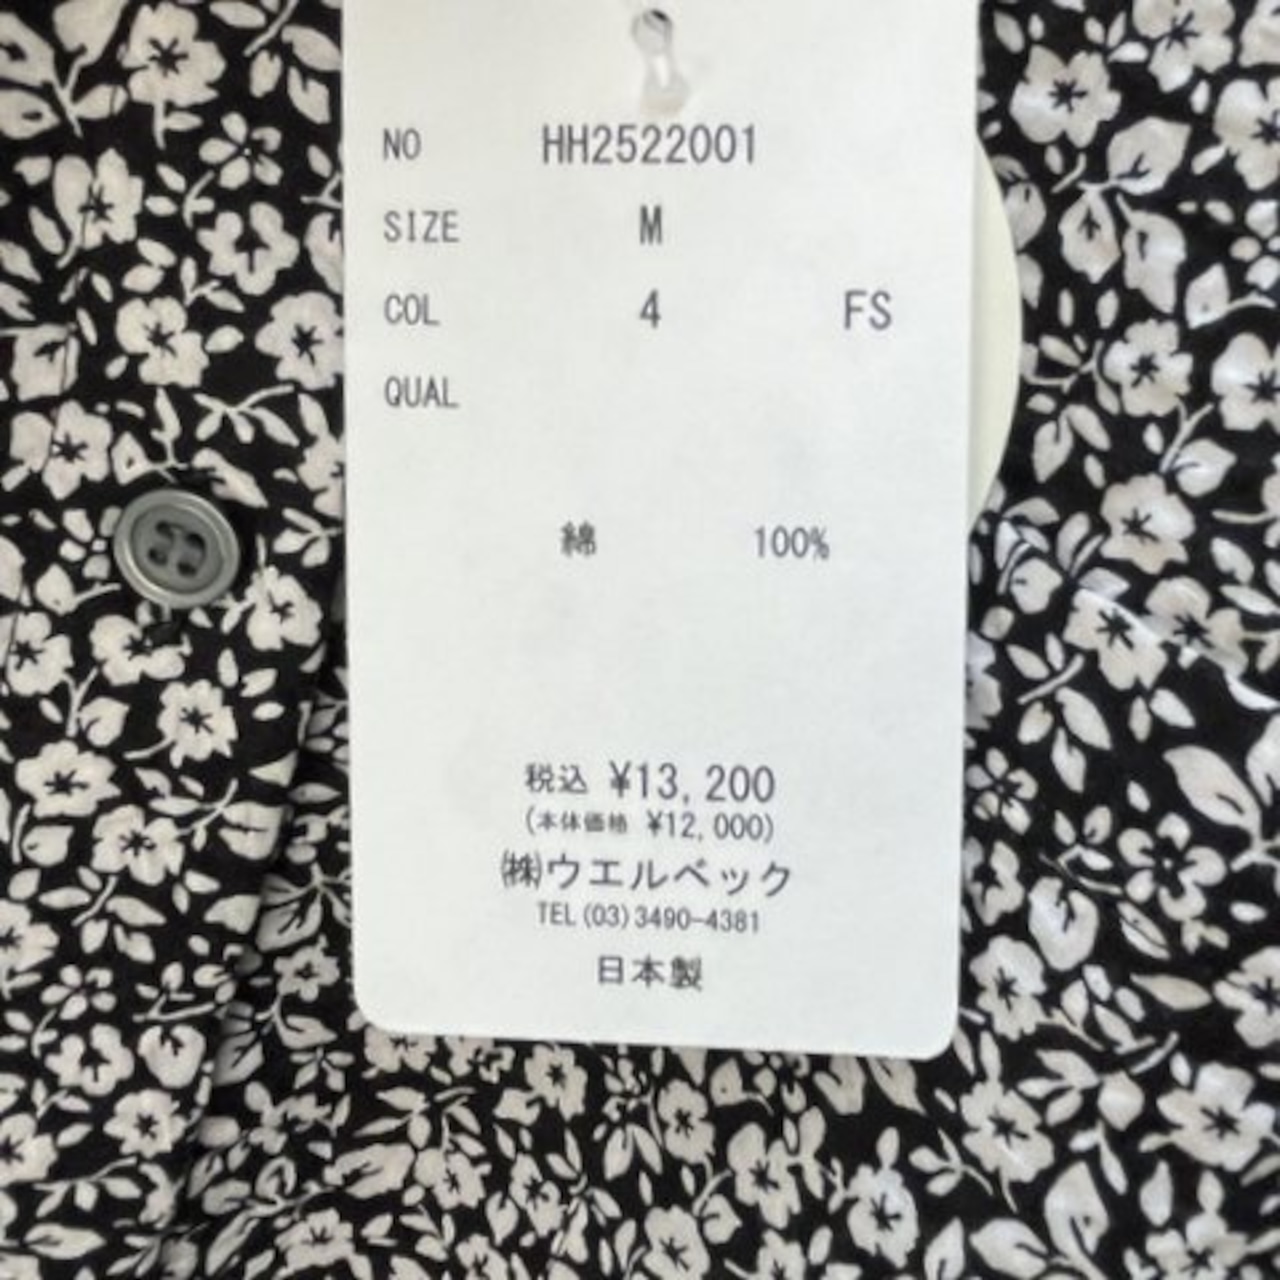 NO HH2522001
SIZE M
COL 4 FS
QUAL
綿 100%
税込 ¥13,200
(本体価格 ¥12,000)
㈱ウエルベック
TEL(03)3490-4381
日本製